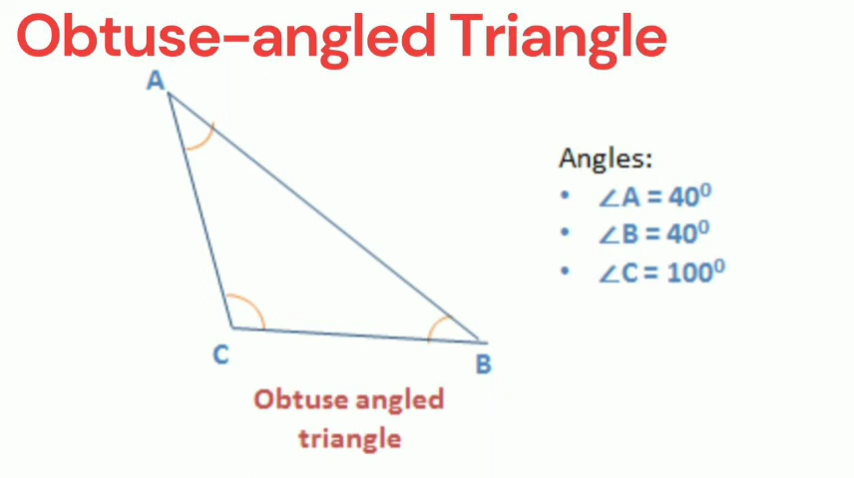 Obtuse-angled Triangle
A
Angles:
• ∠A = 40⁰
• ∠B = 40⁰
• ∠C = 100⁰
C
B
Obtuse angled
triangle